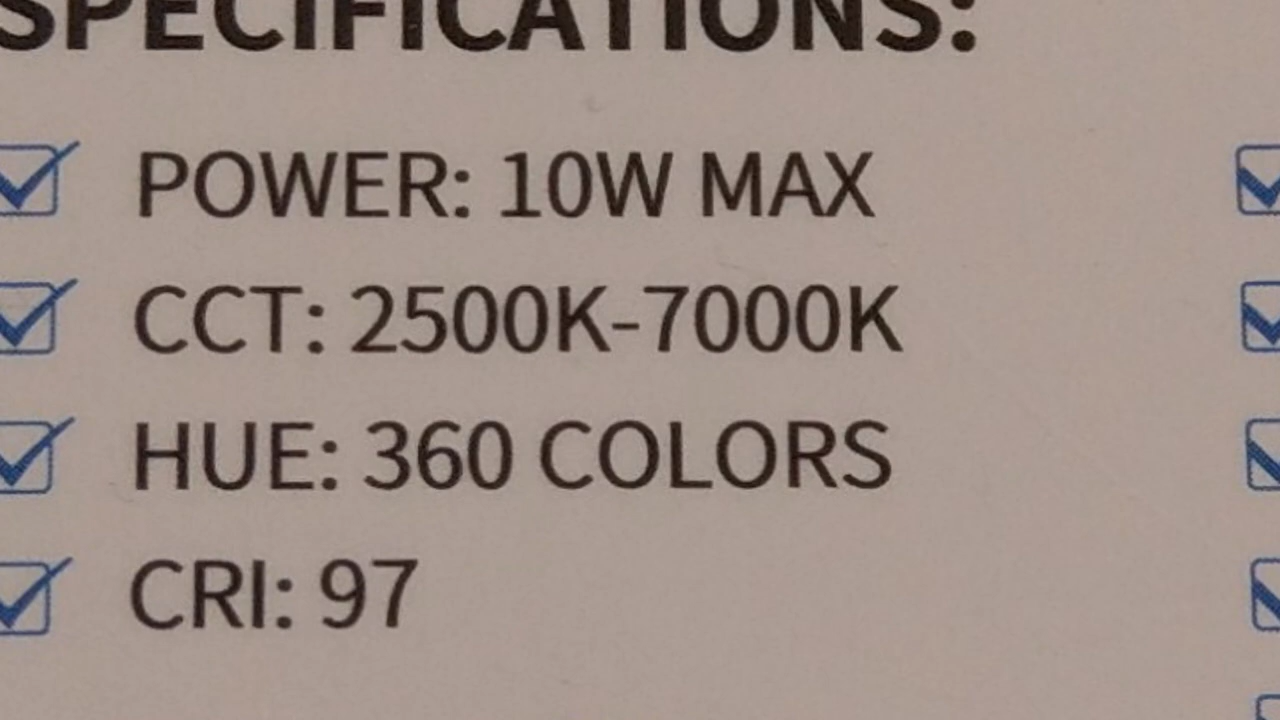 SPECIFICATIONS:
POWER: 10W MAX
CCT: 2500K-7000K
HUE: 360 COLORS
CRI: 97